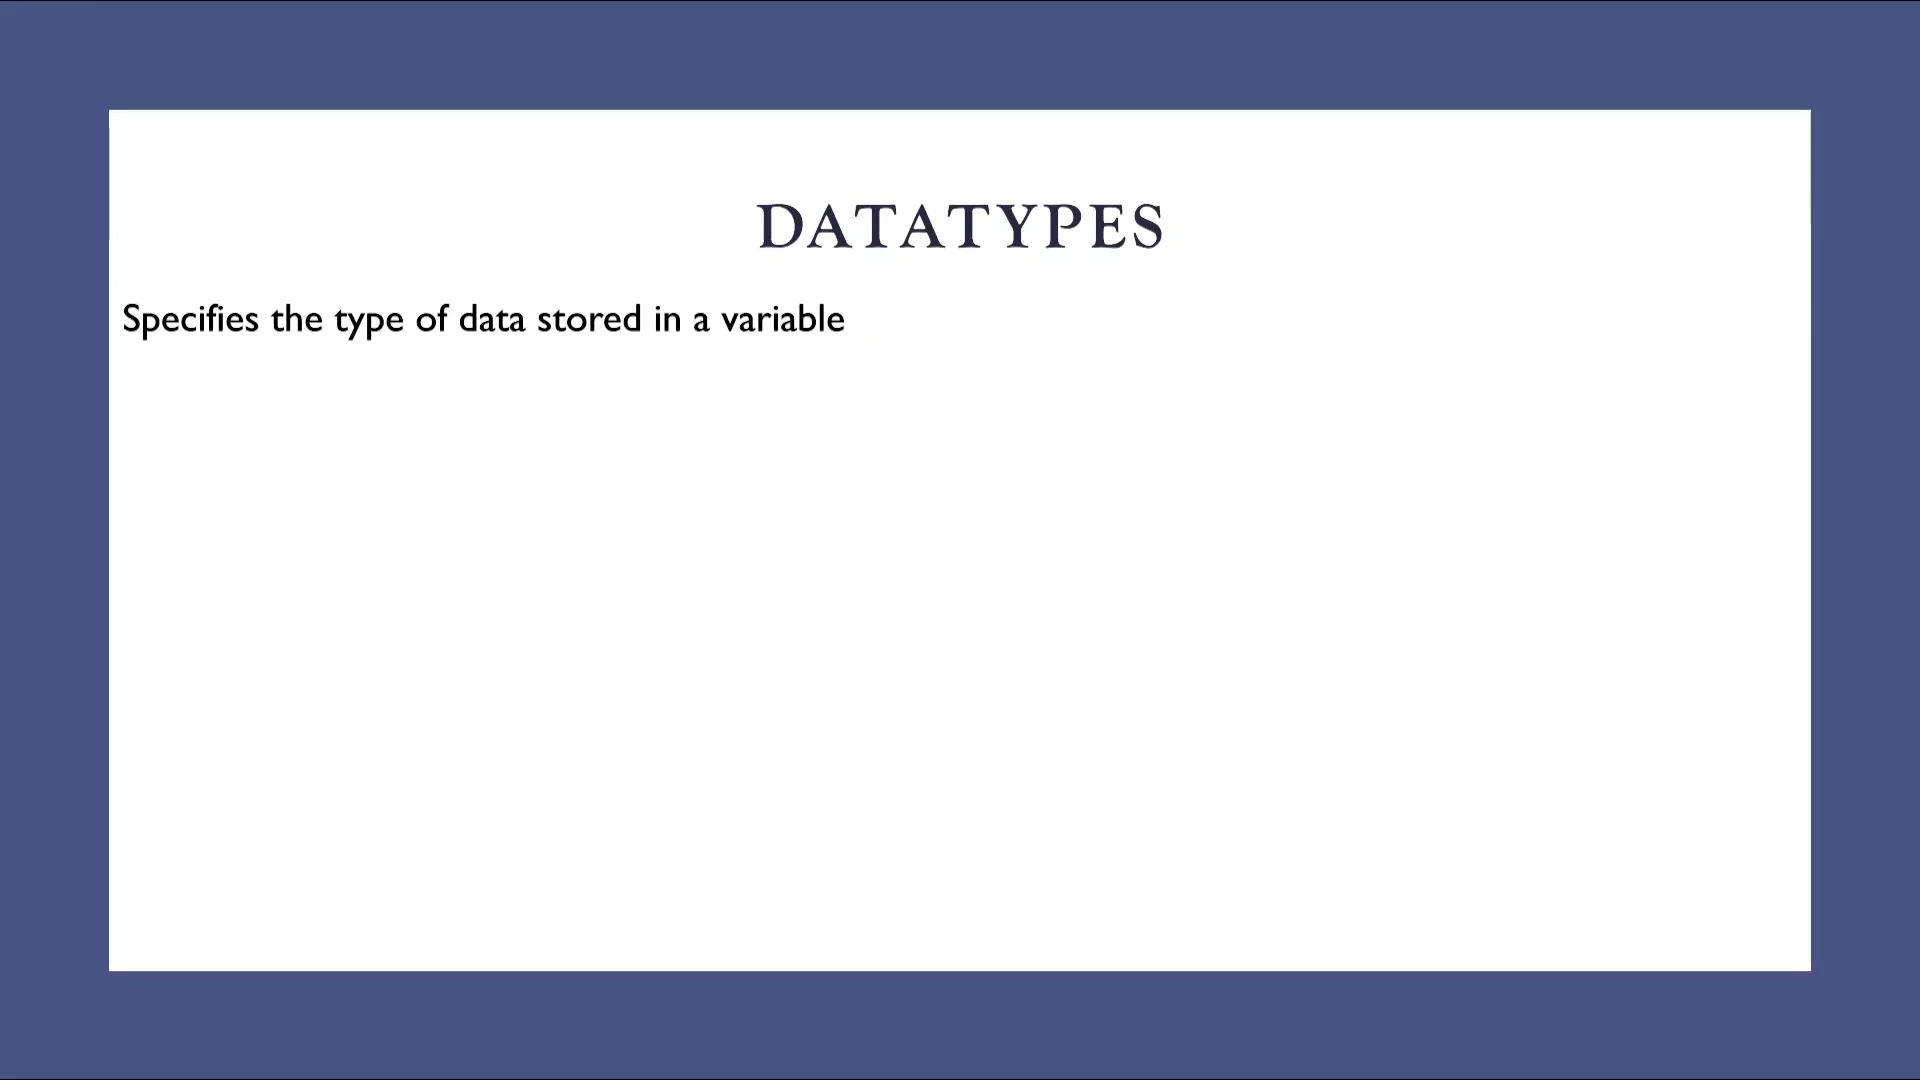 DATATYPES
Specifies the type of data stored in a variable